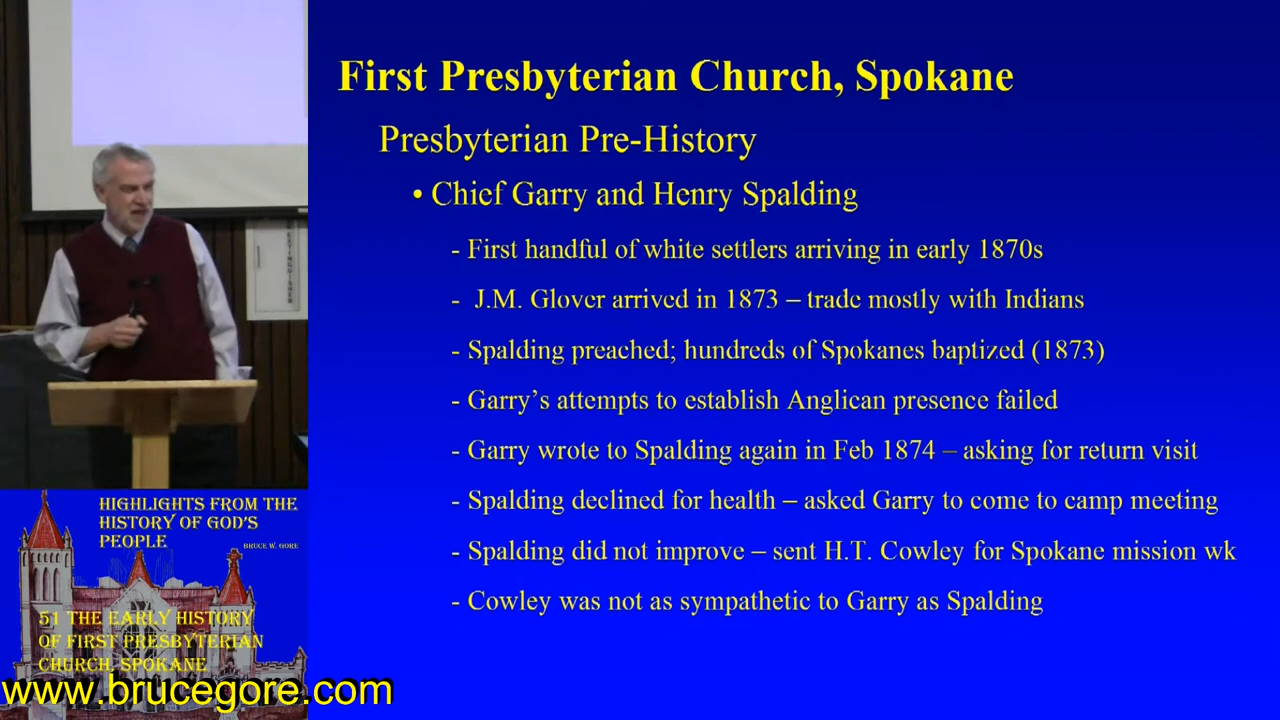 First Presbyterian Church, Spokane
Presbyterian Pre-History
• Chief Garry and Henry Spalding
- First handful of white settlers arriving in early 1870s
- J.M. Glover arrived in 1873 – trade mostly with Indians
- Spalding preached; hundreds of Spokanes baptized (1873)
- Garry's attempts to establish Anglican presence failed
- Garry wrote to Spalding again in Feb 1874 – asking for return visit
- Spalding declined for health – asked Garry to come to camp meeting
- Spalding did not improve – sent H.T. Cowley for Spokane mission wk
- Cowley was not as sympathetic to Garry as Spalding
EXTINGUISHER
HIGHLIGHTS FROM THE
HISTORY OF GOD'S
PEOPLE
BRUCE W. GORE
51 THE EARLY HISTORY
OF FIRST PRESBYTERIAN
CHURCH, SPOKANE
www.brucegore.com